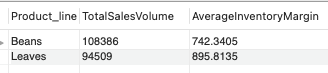 Product_line TotalSalesVolume AverageInventoryMargin
Beans 108386 742.3405
Leaves 94509 895.8135